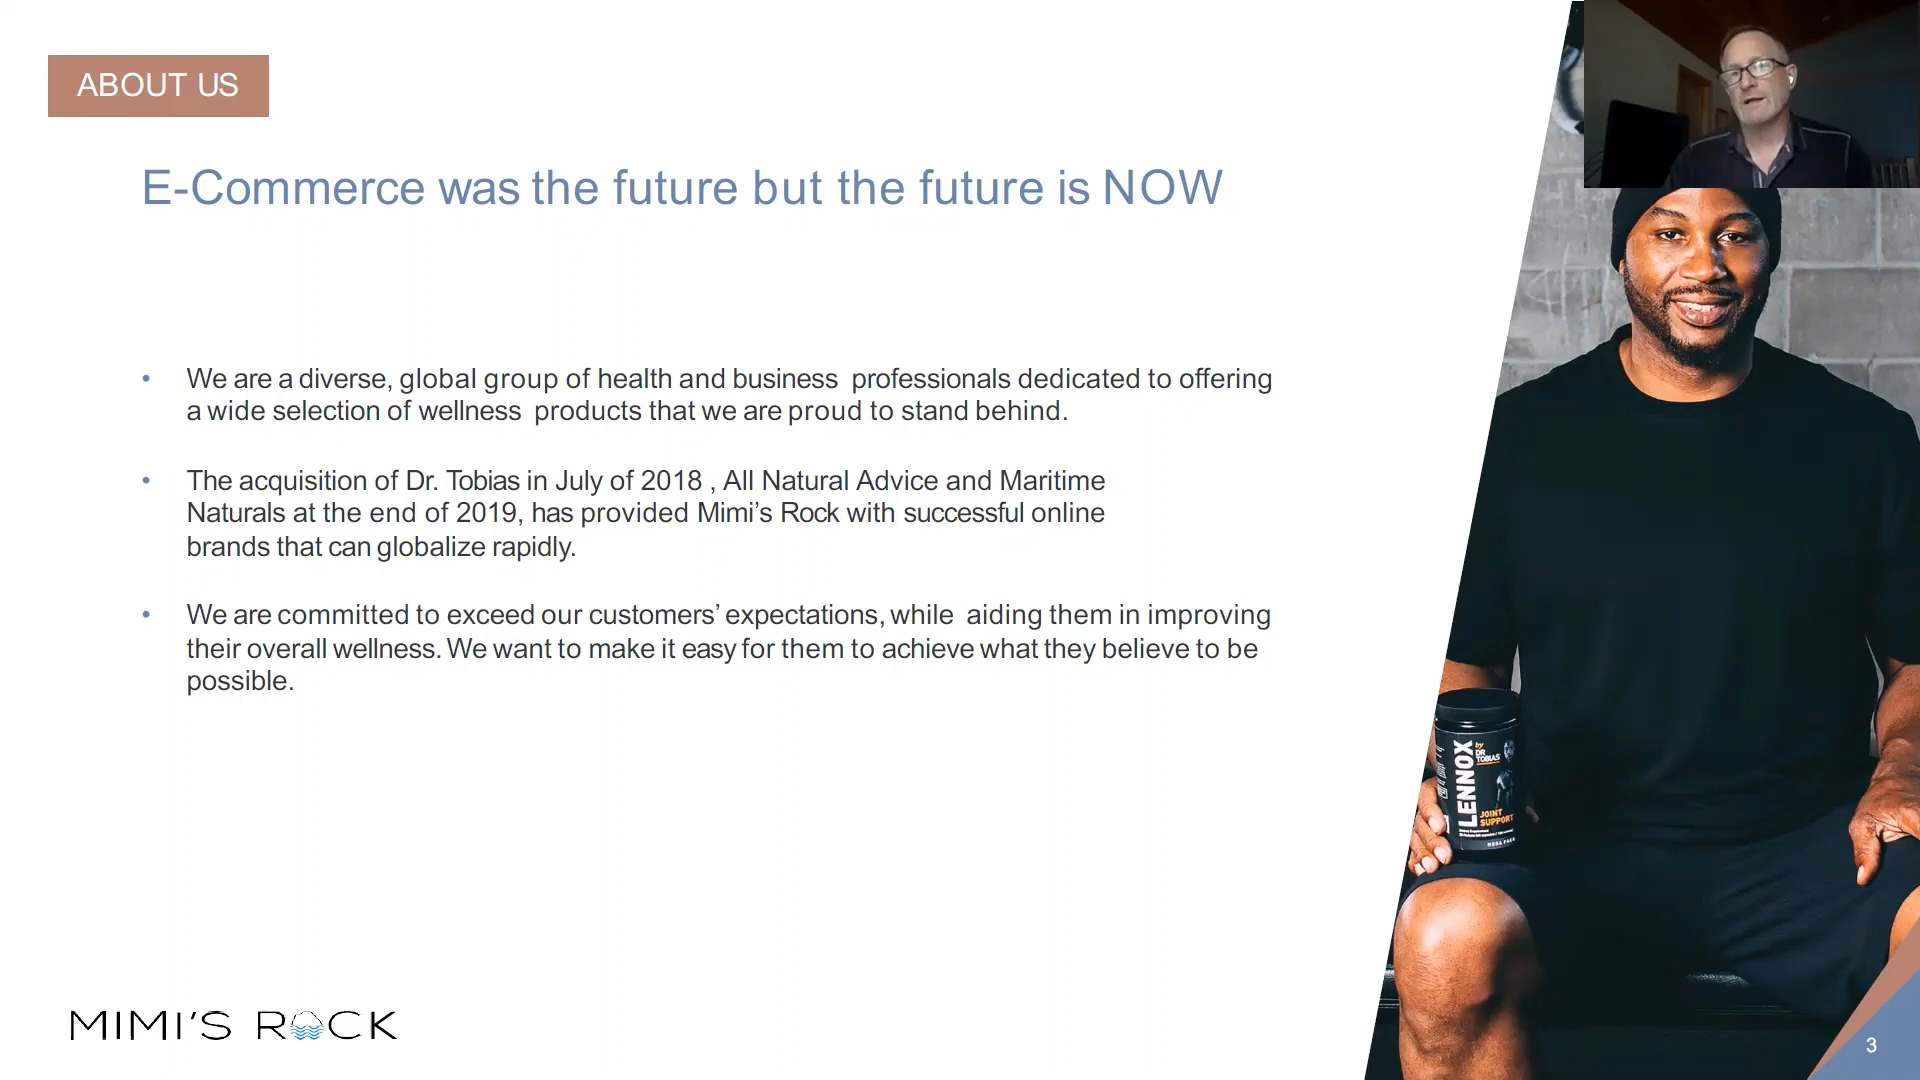 ABOUT US
E-Commerce was the future but the future is NOW
• We are a diverse, global group of health and business professionals dedicated to offering
a wide selection of wellness products that we are proud to stand behind.
• The acquisition of Dr. Tobias in July of 2018 , All Natural Advice and Maritime
Naturals at the end of 2019, has provided Mimi’s Rock with successful online
brands that can globalize rapidly.
• We are committed to exceed our customers’ expectations, while aiding them in improving
their overall wellness. We want to make it easy for them to achieve what they believe to be
possible.
LENNOX
by
DR
TOBIAS
JOINT
SUPPORT
MIMI'S ROCK
3